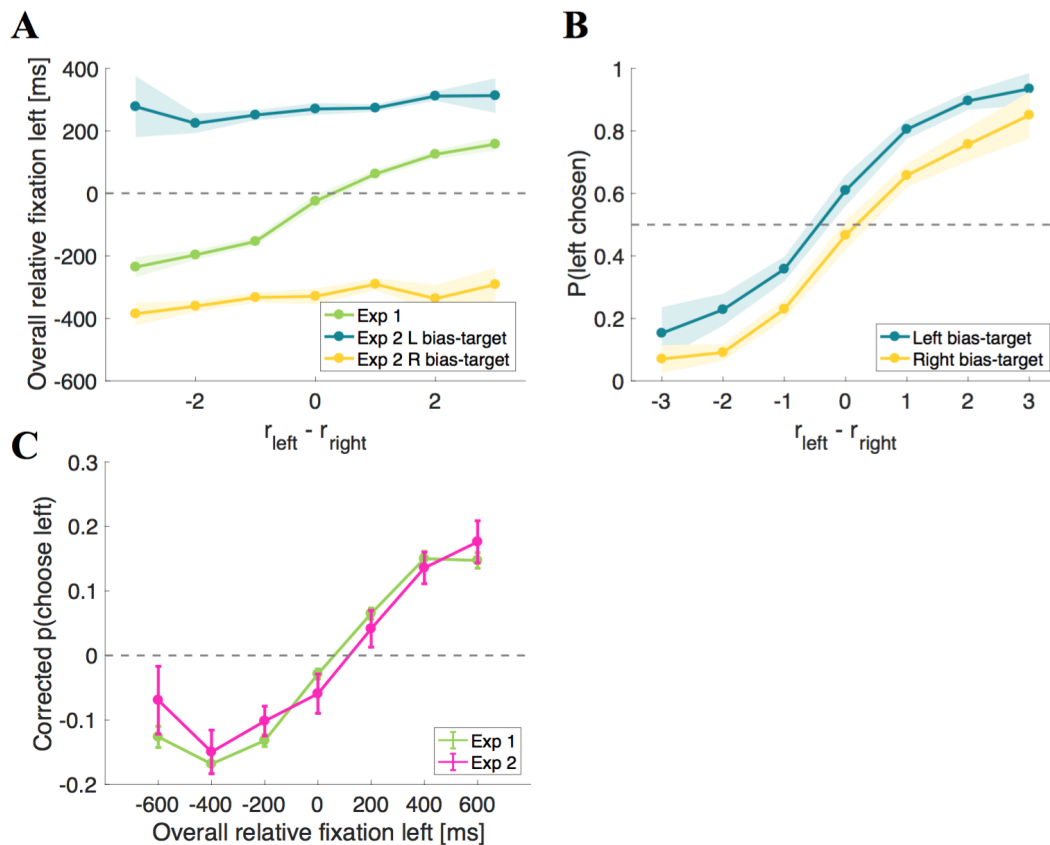 A
Overall relative fixation left [ms]
400
200
0
-200
-400
-600
-2
0
2
r_left - r_right
Exp 1
Exp 2 L bias-target
Exp 2 R bias-target
B
P(left chosen)
1
0.8
0.6
0.4
0.2
0
-3
-2
-1
0
1
2
3
r_left - r_right
Left bias-target
Right bias-target
C
Corrected p(choose left)
0.3
0.2
0.1
0
-0.1
-0.2
-600
-400
-200
0
200
400
600
Overall relative fixation left [ms]
Exp 1
Exp 2